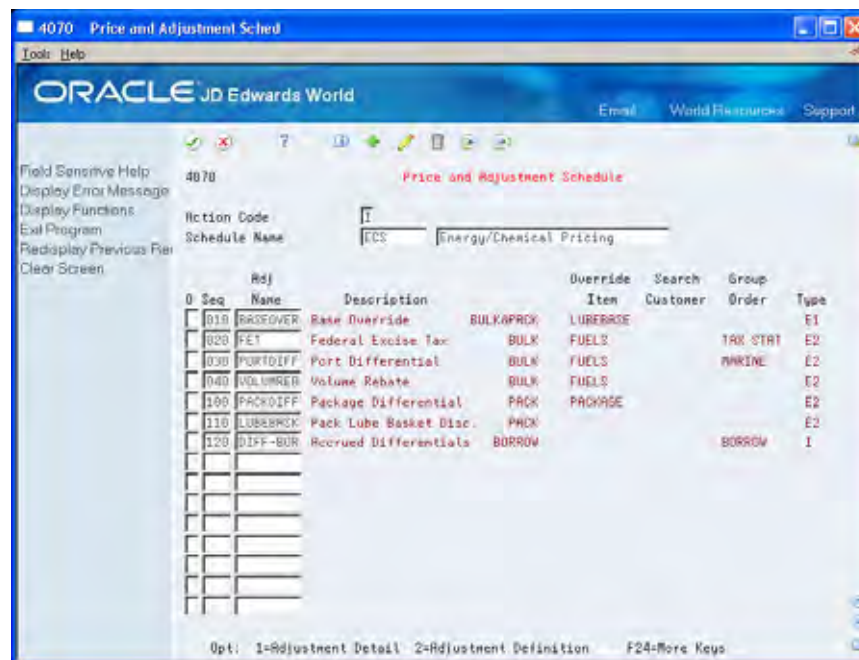 4070 Price and Adjustment Sched
Tools Help
ORACLE JD Edwards World
Email World Resources Support
Field Sensitive Help
Display Error Message
Display Functions
Exit Program
Redisplay Previous Rei
Clear Screen
4070 Price and Adjustment Schedule
Action Code I
Schedule Name ECS Energy/Chemical Pricing
Adj Override Search Group
O Seq Name Description Item Customer Order Type
010 BASEOVER Base Override BULK&PACK LUBEBASE E1
020 FET Federal Excise Tax BULK FUELS TAX STAT E2
030 PORTDIFF Port Differential BULK FUELS MARINE E2
040 VOLUMREB Volume Rebate BULK FUELS E2
100 PACKDIFF Package Differential PACK PACKAGE E2
110 LUBEBASK Pack Lube Basket Disc. PACK E2
120 DIFF-BOR Accrued Differentials BORROW BORROW I
Opt: 1=Adjustment Detail 2=Adjustment Definition F24=More Keys